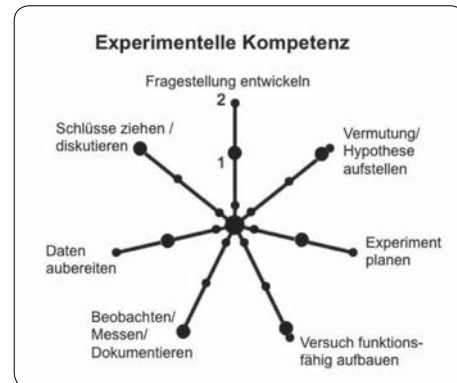 Experimentelle Kompetenz
Fragestellung entwickeln
2
1
Schlüsse ziehen /
diskutieren
Vermutung/
Hypothese
aufstellen
Daten
aubereiten
Experiment
planen
Beobachten/
Messen/
Dokumentieren
Versuch funktions-
fähig aufbauen